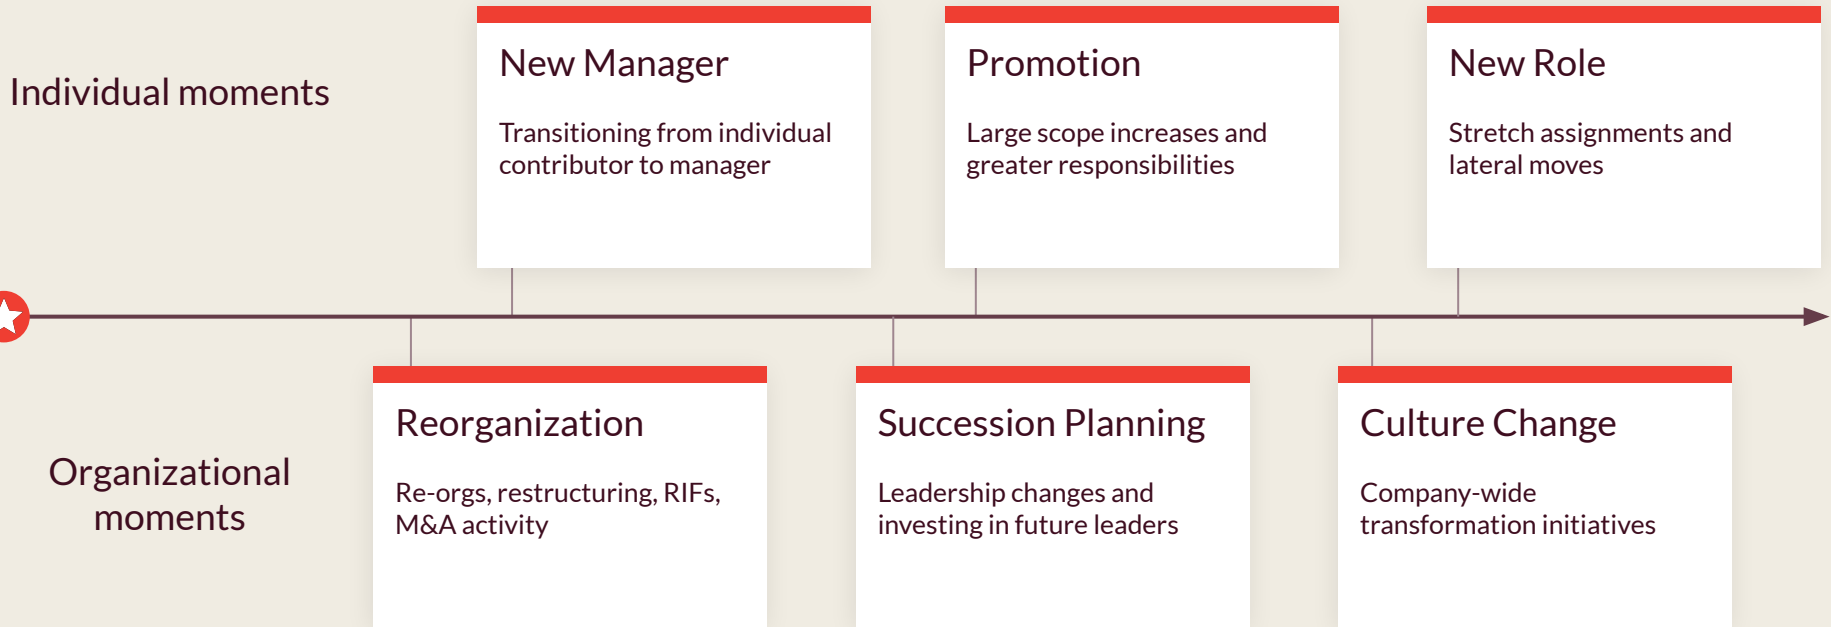 Individual moments
New Manager
Transitioning from individual
contributor to manager
Promotion
Large scope increases and
greater responsibilities
New Role
Stretch assignments and
lateral moves
Organizational
moments
Reorganization
Re-orgs, restructuring, RIFs,
M&A activity
Succession Planning
Leadership changes and
investing in future leaders
Culture Change
Company-wide
transformation initiatives